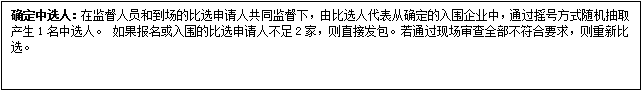 确定中选人：在监督人员和到场的比选申请人共同监督下，由比选人代表从确定的入围企业中，通过摇号方式随机抽取
产生 1 名中选人。 如果报名或入围的比选申请人不足 2 家，则直接发包。若通过现场审查全部不符合要求，则重新比
选。